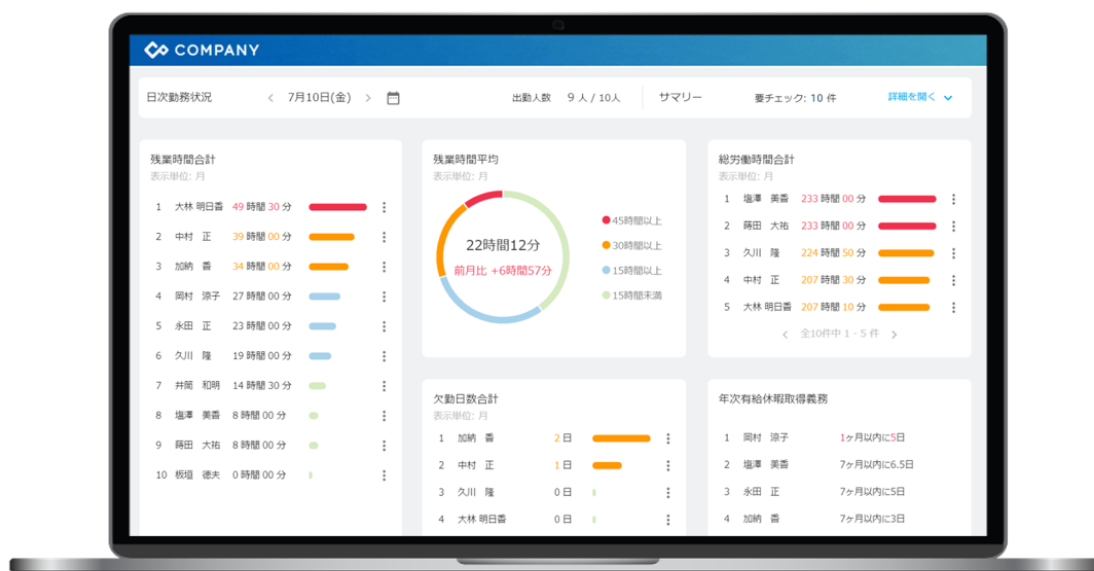 COMPANY
日次勤務状況 < 7月10日(金) > 出勤人数 9人 / 10人 サマリー 要チェック: 10 件 詳細を開く
残業時間合計
表示単位: 月
1 大林 明日香 49 時間 30 分
2 中村 正 39 時間 00 分
3 加納 香 34 時間 00 分
4 岡村 涼子 27 時間 00 分
5 永田 正 23 時間 00 分
6 久川 隆 19 時間 00 分
7 井筒 和明 14 時間 30 分
8 塩澤 美香 8 時間 00 分
9 蒔田 大祐 8 時間 00 分
10 板垣 徳夫 0 時間 00 分
残業時間平均
表示単位: 月
22時間12分
前月比 +6時間57分
45時間以上
30時間以上
15時間以上
15時間未満
総労働時間合計
表示単位: 月
1 塩澤 美香 233 時間 00 分
2 蒔田 大祐 233 時間 00 分
3 久川 隆 224 時間 50 分
4 中村 正 207 時間 30 分
5 大林 明日香 207 時間 10 分
< 全10件中 1 - 5 件 >
欠勤日数合計
表示単位: 月
1 加納 香 2 日
2 中村 正 1 日
3 久川 隆 0 日
4 大林 明日香 0 日
年次有給休暇取得義務
1 岡村 涼子 1ヶ月以内に5日
2 塩澤 美香 7ヶ月以内に6.5日
3 永田 正 7ヶ月以内に5日
4 加納 香 7ヶ月以内に3日